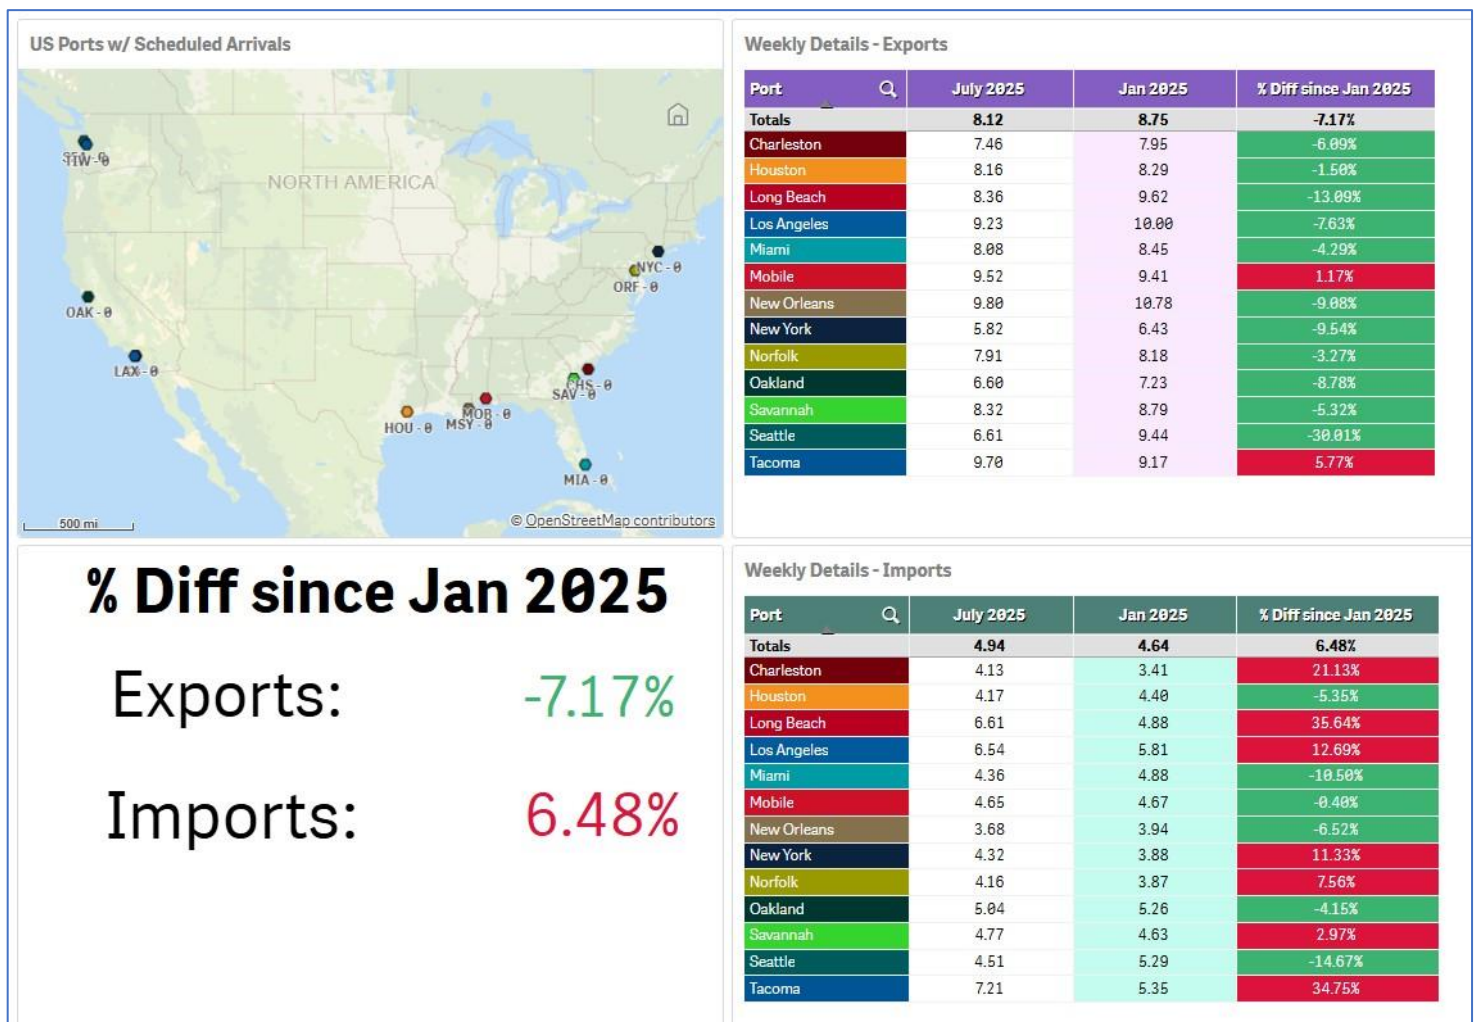 US Ports w/ Scheduled Arrivals
NORTH AMERICA
TIW - 0
OAK - 0
LAX - 0
HOU - 0
MSY - 0
MOB - 0
SAV - 0
CHS - 0
MIA - 0
NYC - 0
ORF - 0
500 mi
© OpenStreetMap contributors
Weekly Details - Exports
Port July 2025 Jan 2025 % Diff since Jan 2025
Totals 8.12 8.75 -7.17%
Charleston 7.46 7.95 -6.09%
Houston 8.16 8.29 -1.50%
Long Beach 8.36 9.62 -13.09%
Los Angeles 9.23 10.00 -7.63%
Miami 8.08 8.45 -4.29%
Mobile 9.52 9.41 1.17%
New Orleans 9.80 10.78 -9.08%
New York 5.82 6.43 -9.54%
Norfolk 7.91 8.18 -3.27%
Oakland 6.60 7.23 -8.78%
Savannah 8.32 8.79 -5.32%
Seattle 6.61 9.44 -30.01%
Tacoma 9.70 9.17 5.77%
% Diff since Jan 2025
Exports: -7.17%
Imports: 6.48%
Weekly Details - Imports
Port July 2025 Jan 2025 % Diff since Jan 2025
Totals 4.94 4.64 6.48%
Charleston 4.13 3.41 21.13%
Houston 4.17 4.40 -5.35%
Long Beach 6.61 4.88 35.64%
Los Angeles 6.54 5.81 12.69%
Miami 4.36 4.88 -10.50%
Mobile 4.65 4.67 -0.40%
New Orleans 3.68 3.94 -6.52%
New York 4.32 3.88 11.33%
Norfolk 4.16 3.87 7.56%
Oakland 5.04 5.26 -4.15%
Savannah 4.77 4.63 2.97%
Seattle 4.51 5.29 -14.67%
Tacoma 7.21 5.35 34.75%